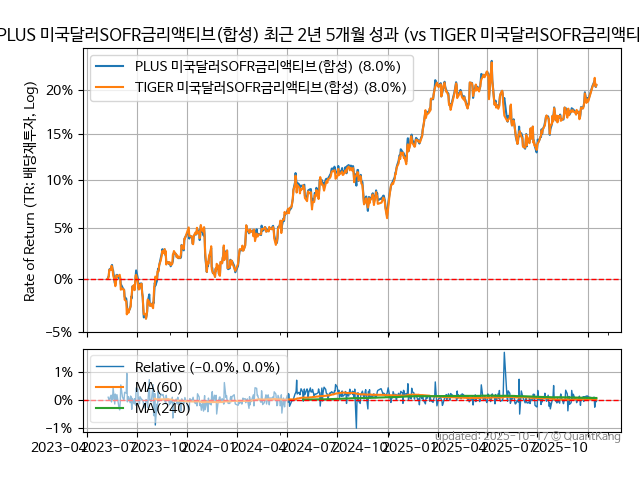 PLUS 미국달러SOFR금리액티브(합성) 최근 2년 5개월 성과 (vs TIGER 미국달러SOFR금리액티
PLUS 미국달러SOFR금리액티브(합성) (8.0%)
TIGER 미국달러SOFR금리액티브(합성) (8.0%)
Rate of Return (TR: 배당재투자, Log)
20%
15%
10%
5%
0%
−5%
Relative (−0.0%, 0.0%)
MA(60)
MA(240)
1%
0%
−1%
2023−04 2023−07 2023−10 2024−01 2024−04 2024−07 2024−10 2025−01 2025−04 2025−07 2025−10
Updated: 2025−10−17 © QuantKang